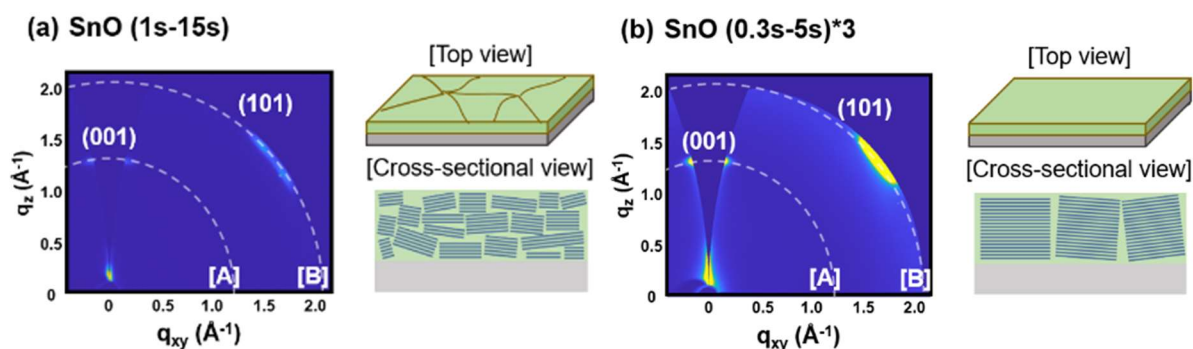 (a) SnO (1s-15s)
[Top view]
(001)
(101)
2.0
1.5
1.0
0.5
0
qz (Å-1)
[A]
[B]
0 0.5 1.0 1.5 2.0
qxy (Å-1)
[Cross-sectional view]
(b) SnO (0.3s-5s)*3
[Top view]
(001)
(101)
2.0
1.5
1.0
0.5
0
qz (Å-1)
[A]
[B]
0 0.5 1.0 1.5 2.0
qxy (Å-1)
[Cross-sectional view]